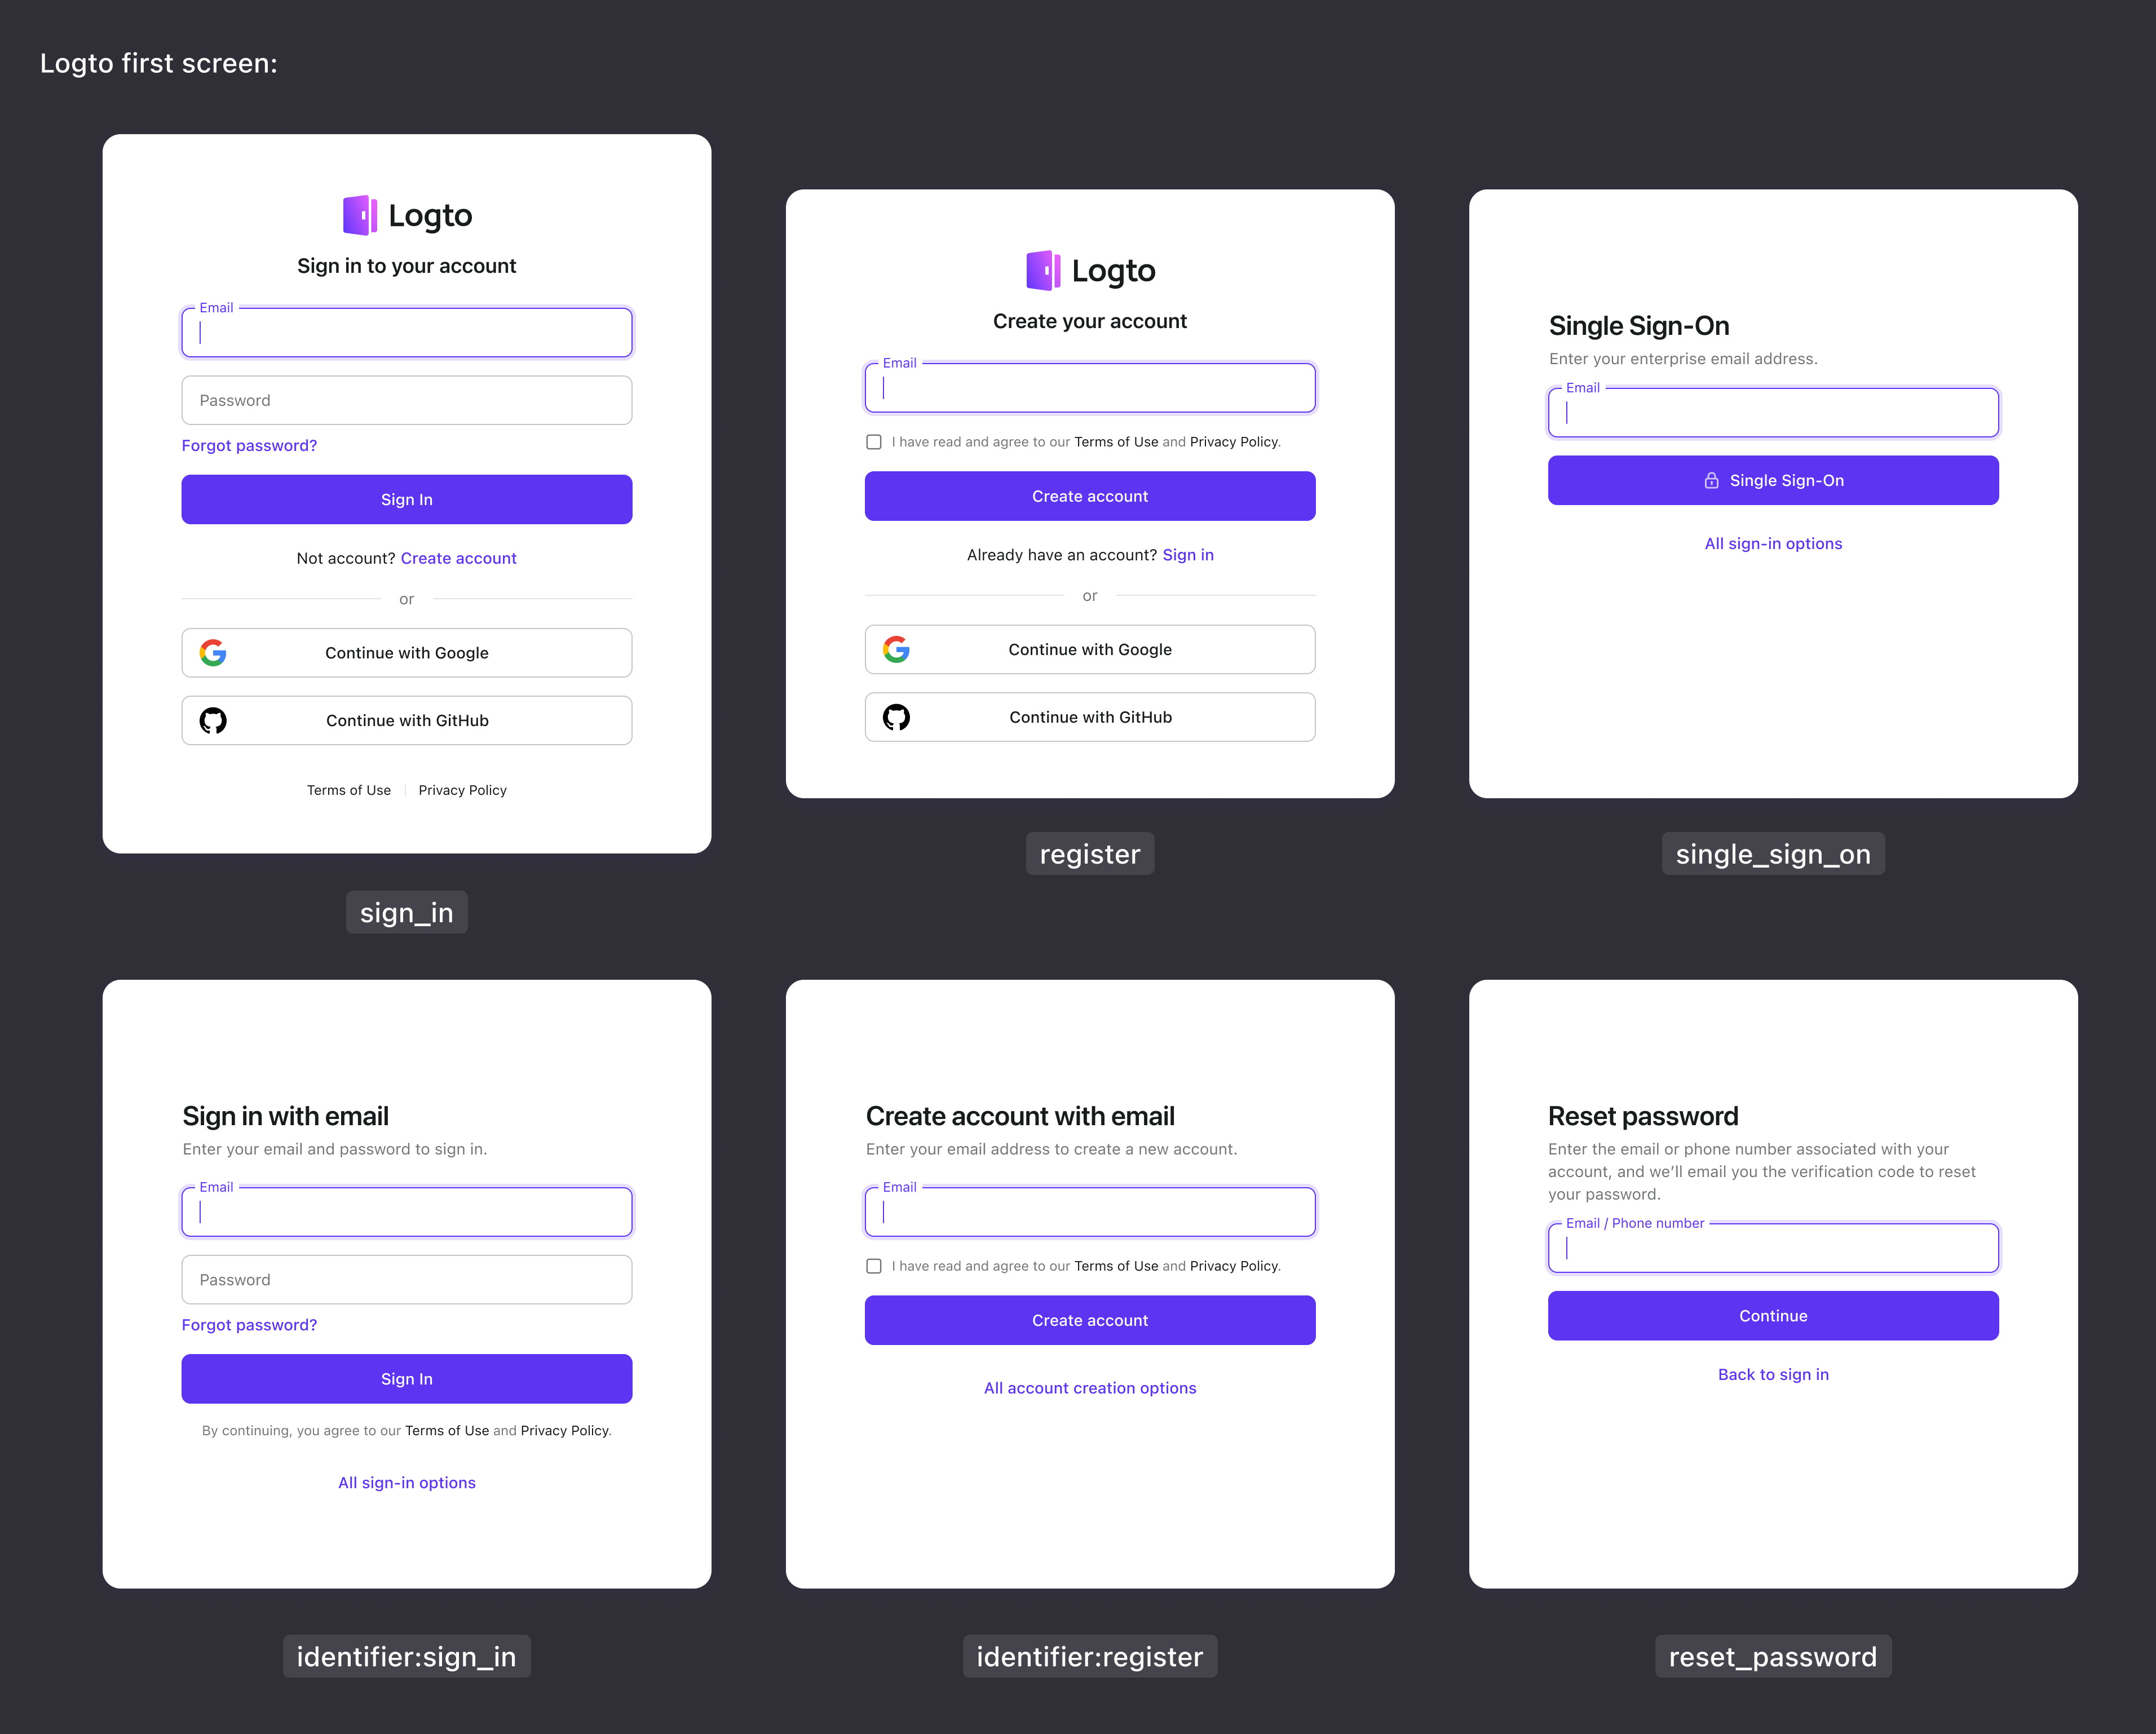 Logto first screen:
Logto
Sign in to your account
Email
Password
Forgot password?
Sign In
Not account? Create account
or
Continue with Google
Continue with GitHub
Terms of Use
Privacy Policy
sign_in
Logto
Create your account
Email
I have read and agree to our Terms of Use and Privacy Policy.
Create account
Already have an account? Sign in
or
Continue with Google
Continue with GitHub
register
Single Sign-On
Enter your enterprise email address.
Email
Single Sign-On
All sign-in options
single_sign_on
Sign in with email
Enter your email and password to sign in.
Email
Password
Forgot password?
Sign In
By continuing, you agree to our Terms of Use and Privacy Policy.
All sign-in options
identifier:sign_in
Create account with email
Enter your email address to create a new account.
Email
I have read and agree to our Terms of Use and Privacy Policy.
Create account
All account creation options
identifier:register
Reset password
Enter the email or phone number associated with your
account, and we’ll email you the verification code to reset
your password.
Email / Phone number
Continue
Back to sign in
reset_password